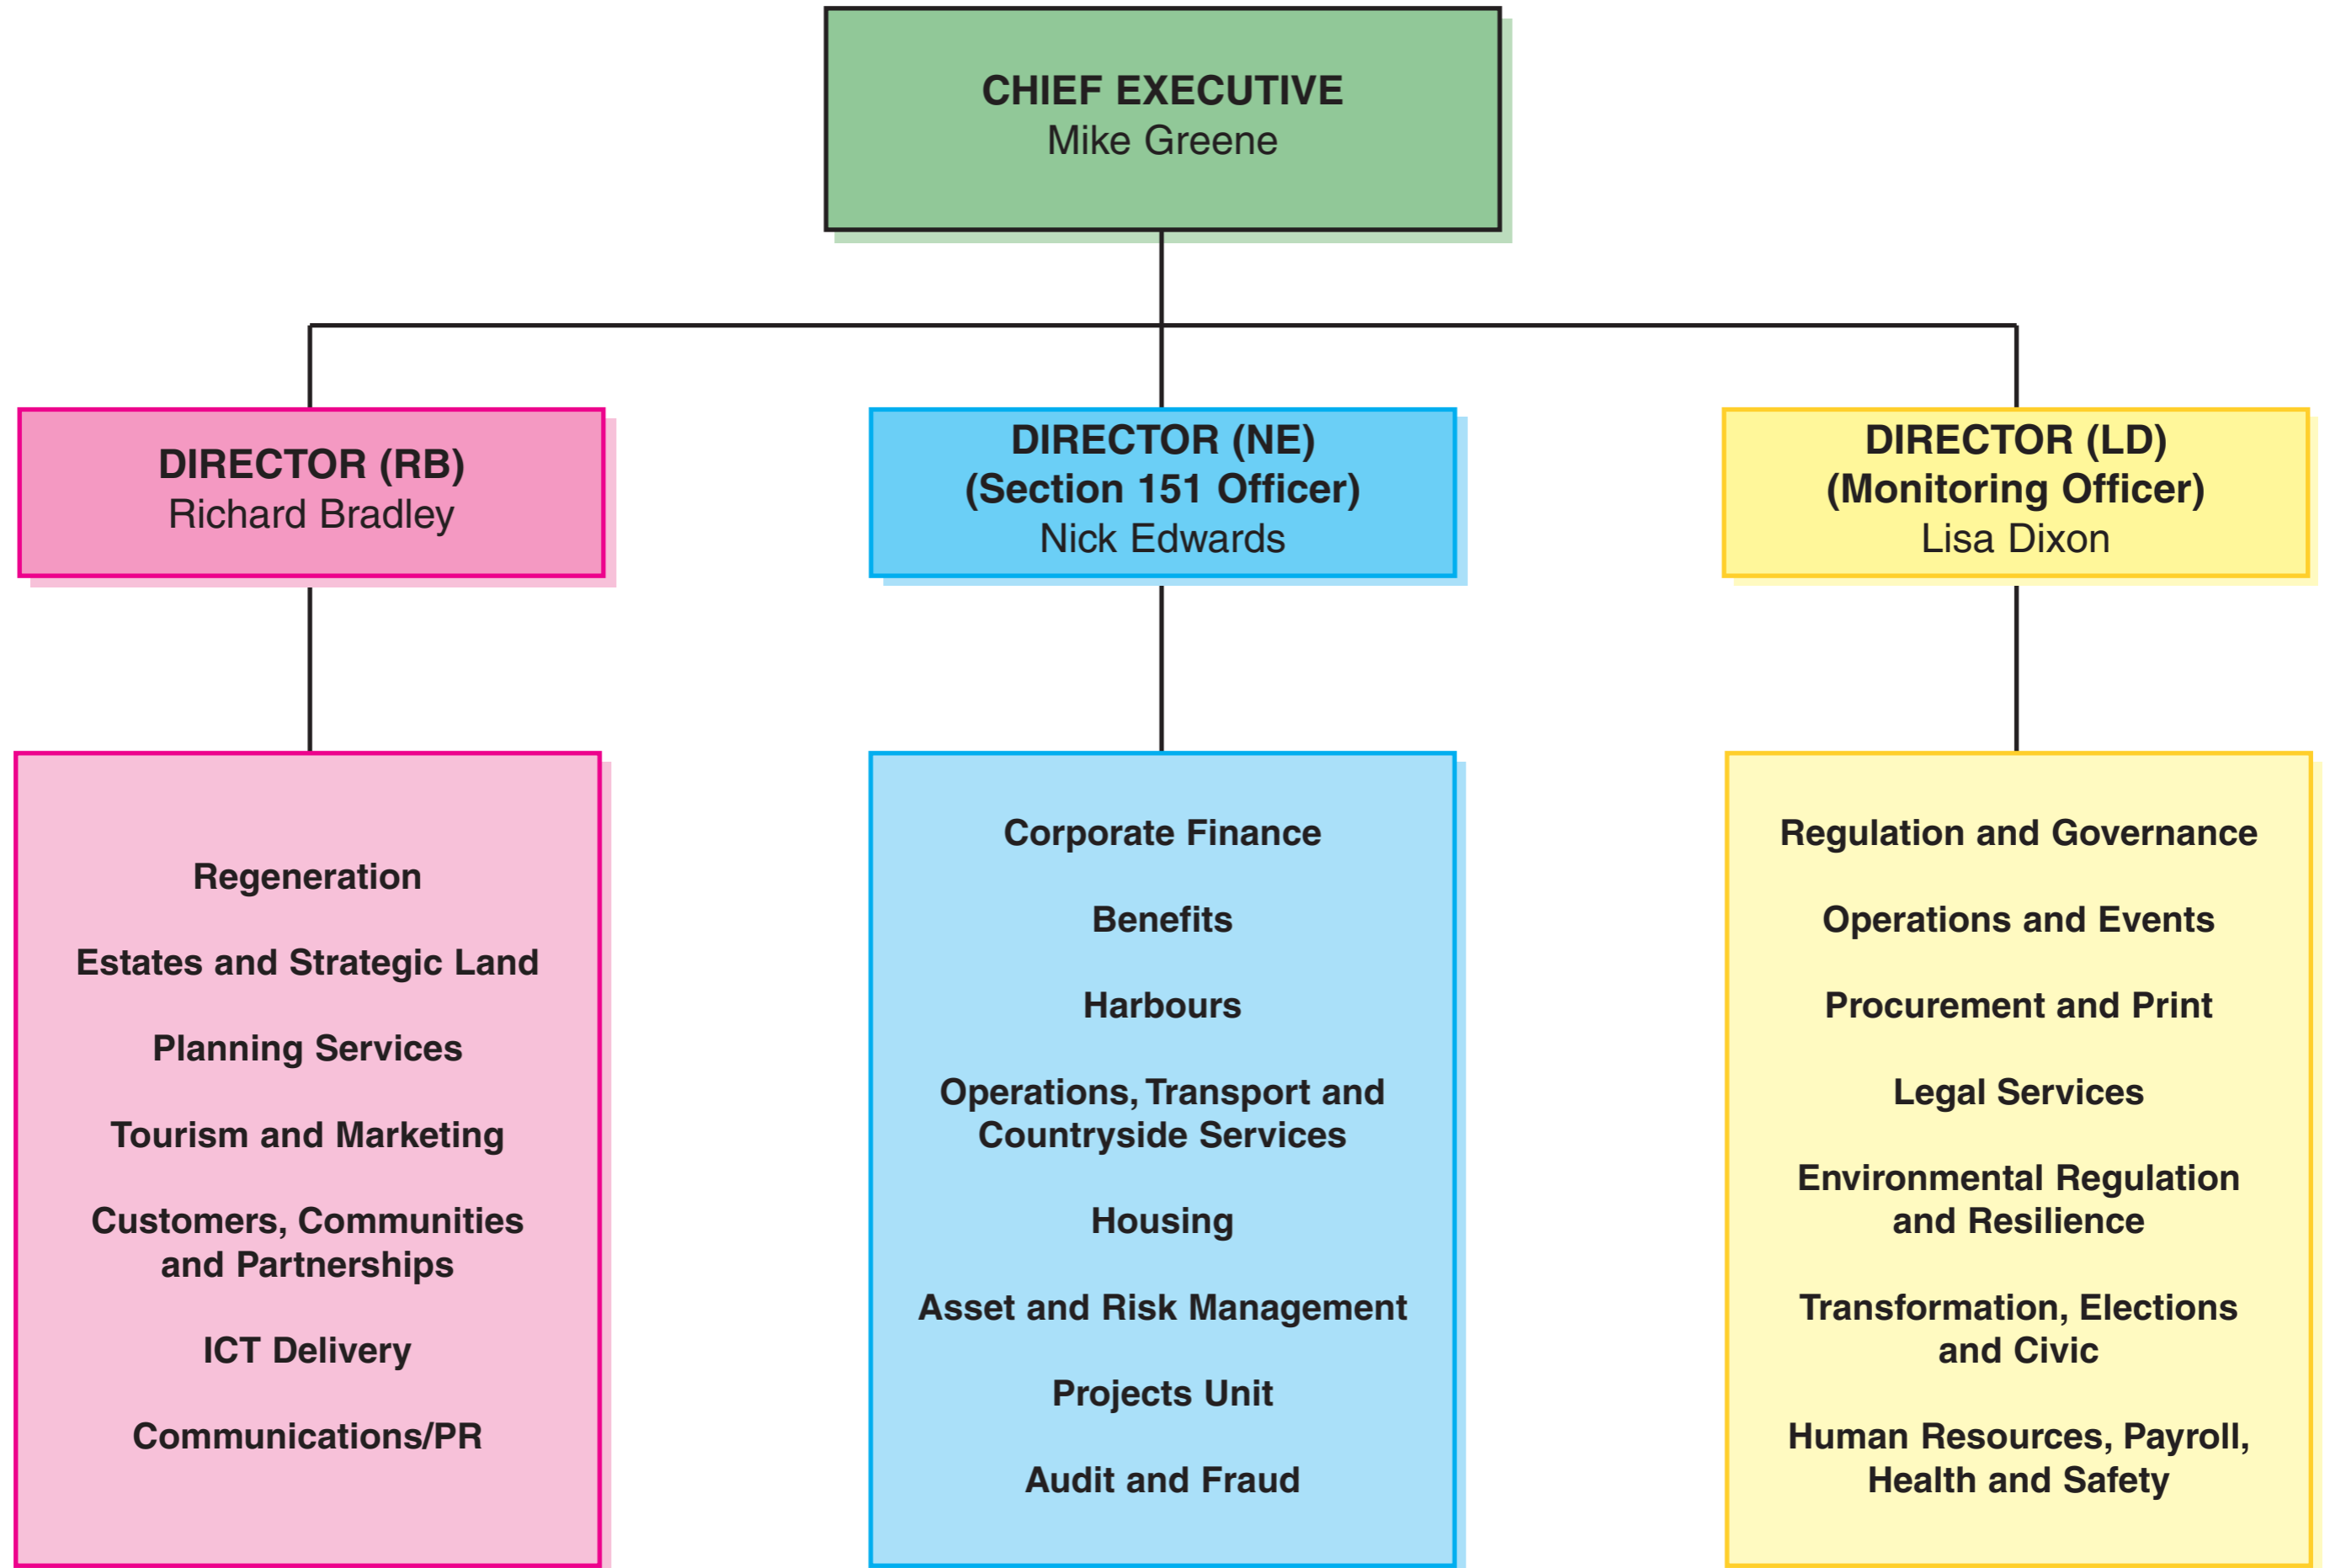 CHIEF EXECUTIVE
Mike Greene
DIRECTOR (RB)
Richard Bradley
DIRECTOR (NE)
(Section 151 Officer)
Nick Edwards
DIRECTOR (LD)
(Monitoring Officer)
Lisa Dixon
Regeneration
Estates and Strategic Land
Planning Services
Tourism and Marketing
Customers, Communities
and Partnerships
ICT Delivery
Communications/PR
Corporate Finance
Benefits
Harbours
Operations, Transport and
Countryside Services
Housing
Asset and Risk Management
Projects Unit
Audit and Fraud
Regulation and Governance
Operations and Events
Procurement and Print
Legal Services
Environmental Regulation
and Resilience
Transformation, Elections
and Civic
Human Resources, Payroll,
Health and Safety